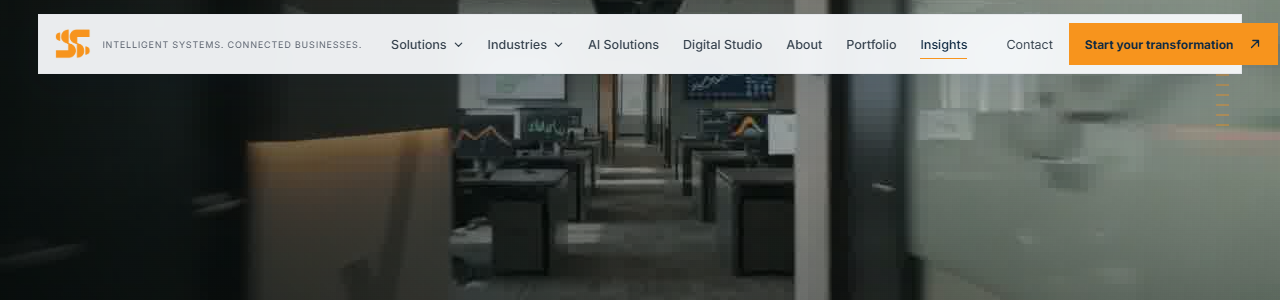 INTELLIGENT SYSTEMS. CONNECTED BUSINESSES. Solutions Industries AI Solutions Digital Studio About Portfolio Insights Contact Start your transformation